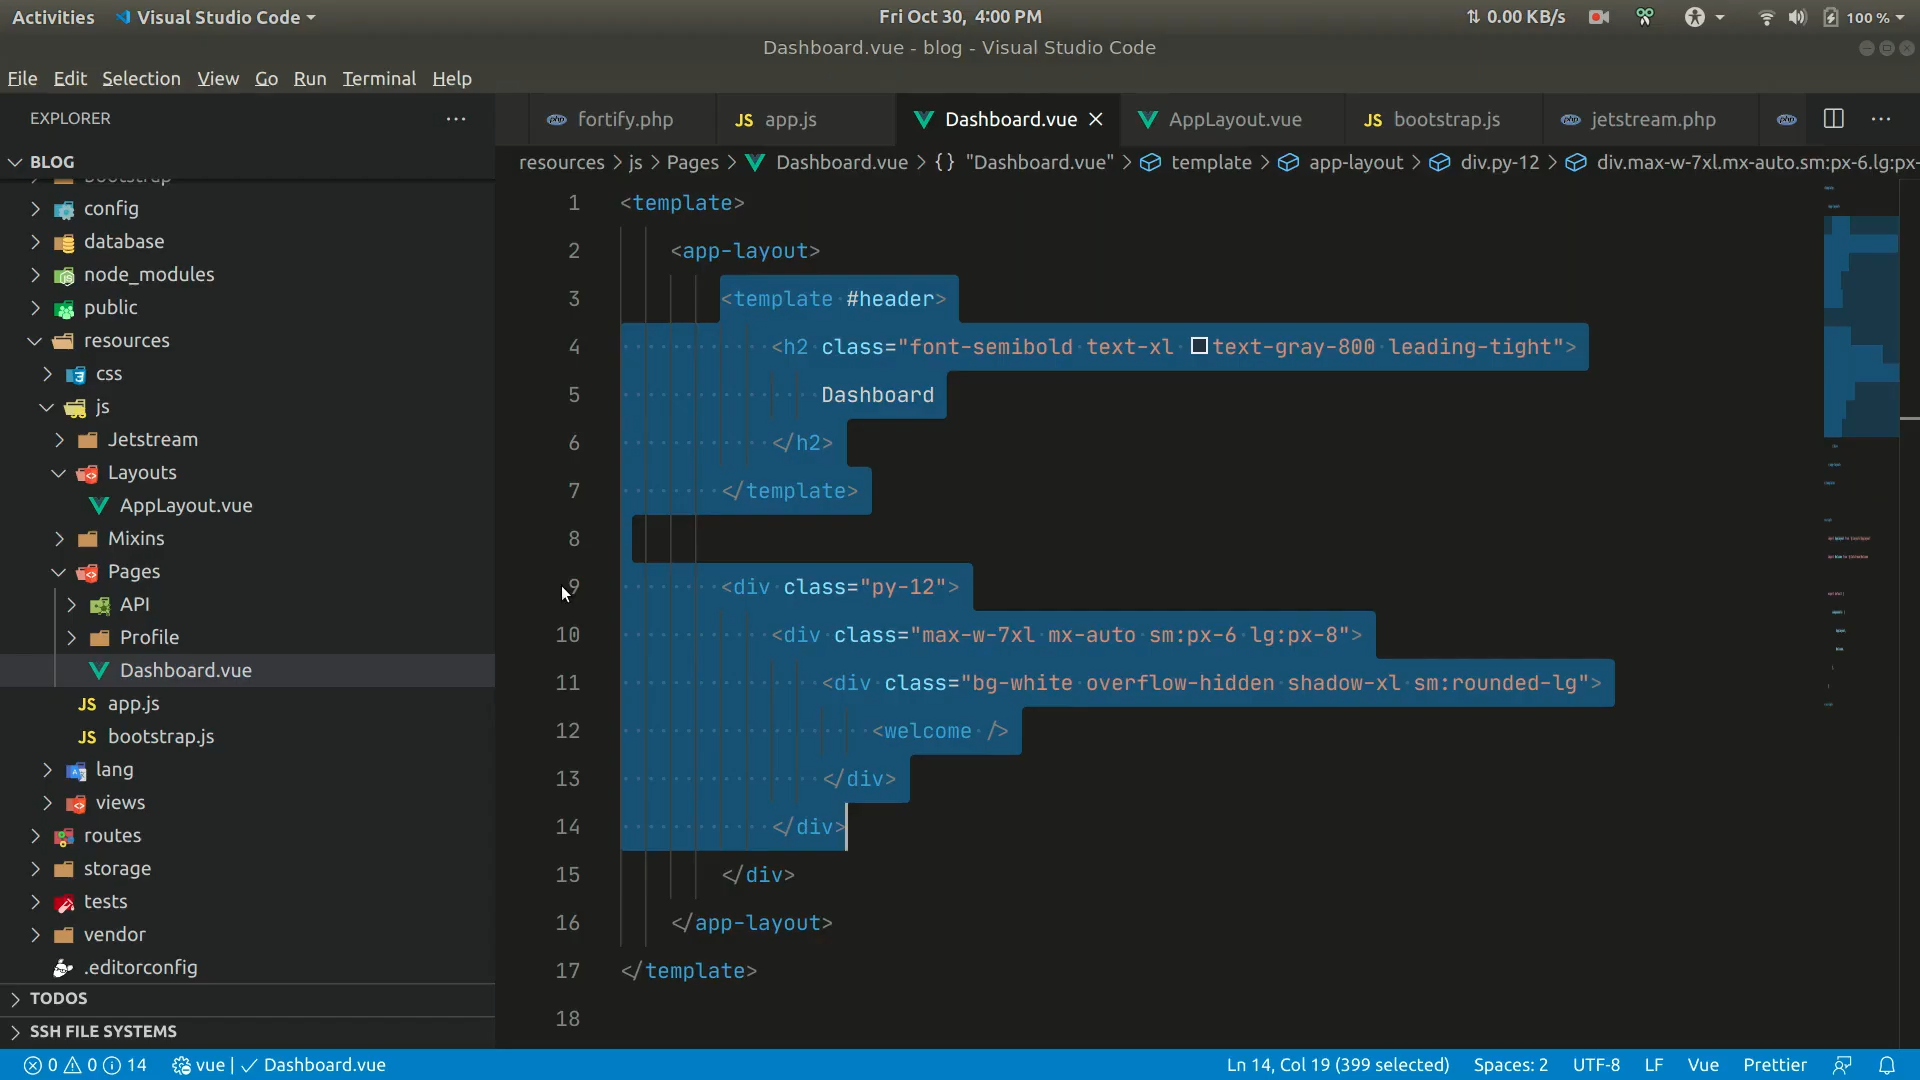 Activities Visual Studio Code Fri Oct 30, 4:00 PM 0.00 KB/s 100 %
Dashboard.vue - blog - Visual Studio Code
File Edit Selection View Go Run Terminal Help
EXPLORER
fortify.php JS app.js Dashboard.vue AppLayout.vue JS bootstrap.js php jetstream.php php
BLOG
resources > js > Pages > Dashboard.vue > {} "Dashboard.vue" > template > app-layout > div.py-12 > div.max-w-7xl.mx-auto.sm:px-6.lg:px-
bootstrap
config
database
node_modules
public
resources
css
js
Jetstream
Layouts
AppLayout.vue
Mixins
Pages
API
Profile
Dashboard.vue
JS app.js
JS bootstrap.js
lang
views
routes
storage
tests
vendor
.editorconfig
TODOS
SSH FILE SYSTEMS
1 <template>
2 <app-layout>
3 <template #header>
4 <h2 class="font-semibold text-xl text-gray-800 leading-tight">
5 Dashboard
6 </h2>
7 </template>
8
9 <div class="py-12">
10 <div class="max-w-7xl mx-auto sm:px-6 lg:px-8">
11 <div class="bg-white overflow-hidden shadow-xl sm:rounded-lg">
12 <welcome />
13 </div>
14 </div>
15 </div>
16 </app-layout>
17 </template>
18
0 0 14 vue | Dashboard.vue Ln 14, Col 19 (399 selected) Spaces: 2 UTF-8 LF Vue Prettier